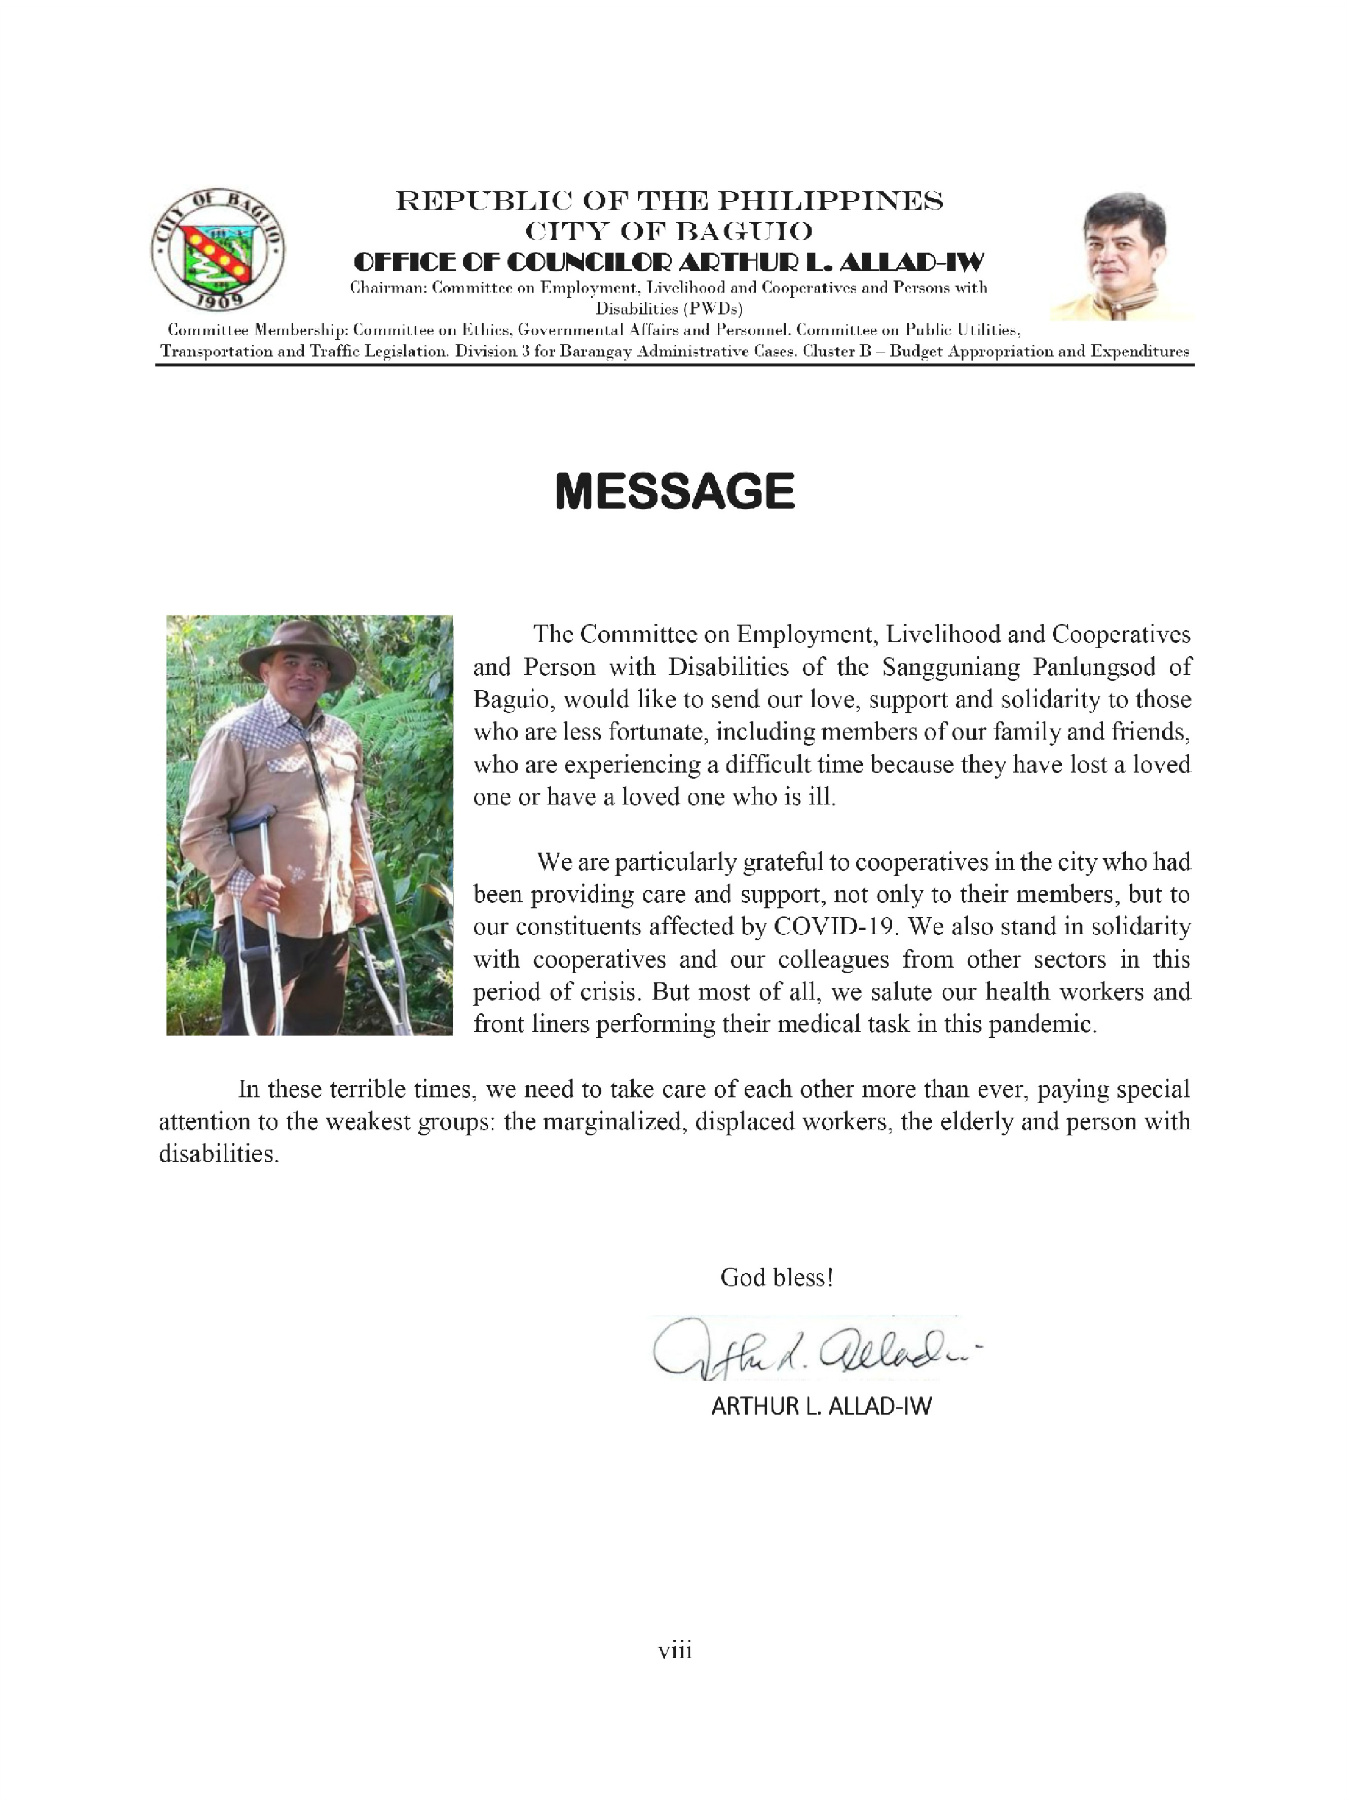 CITY OF BAGUIO
1909
REPUBLIC OF THE PHILIPPINES
CITY OF BAGUIO
OFFICE OF COUNCILOR ARTHUR L. ALLAD-IW
Chairman: Committee on Employment, Livelihood and Cooperatives and Persons with
Disabilities (PWDs)
Committee Membership: Committee on Ethics, Governmental Affairs and Personnel. Committee on Public Utilities,
Transportation and Traffic Legislation. Division 3 for Barangay Administrative Cases. Cluster B – Budget Appropriation and Expenditures
MESSAGE
The Committee on Employment, Livelihood and Cooperatives
and Person with Disabilities of the Sangguniang Panlungsod of
Baguio, would like to send our love, support and solidarity to those
who are less fortunate, including members of our family and friends,
who are experiencing a difficult time because they have lost a loved
one or have a loved one who is ill.
We are particularly grateful to cooperatives in the city who had
been providing care and support, not only to their members, but to
our constituents affected by COVID-19. We also stand in solidarity
with cooperatives and our colleagues from other sectors in this
period of crisis. But most of all, we salute our health workers and
front liners performing their medical task in this pandemic.
In these terrible times, we need to take care of each other more than ever, paying special
attention to the weakest groups: the marginalized, displaced workers, the elderly and person with
disabilities.
God bless!
ARTHUR L. ALLAD-IW
viii